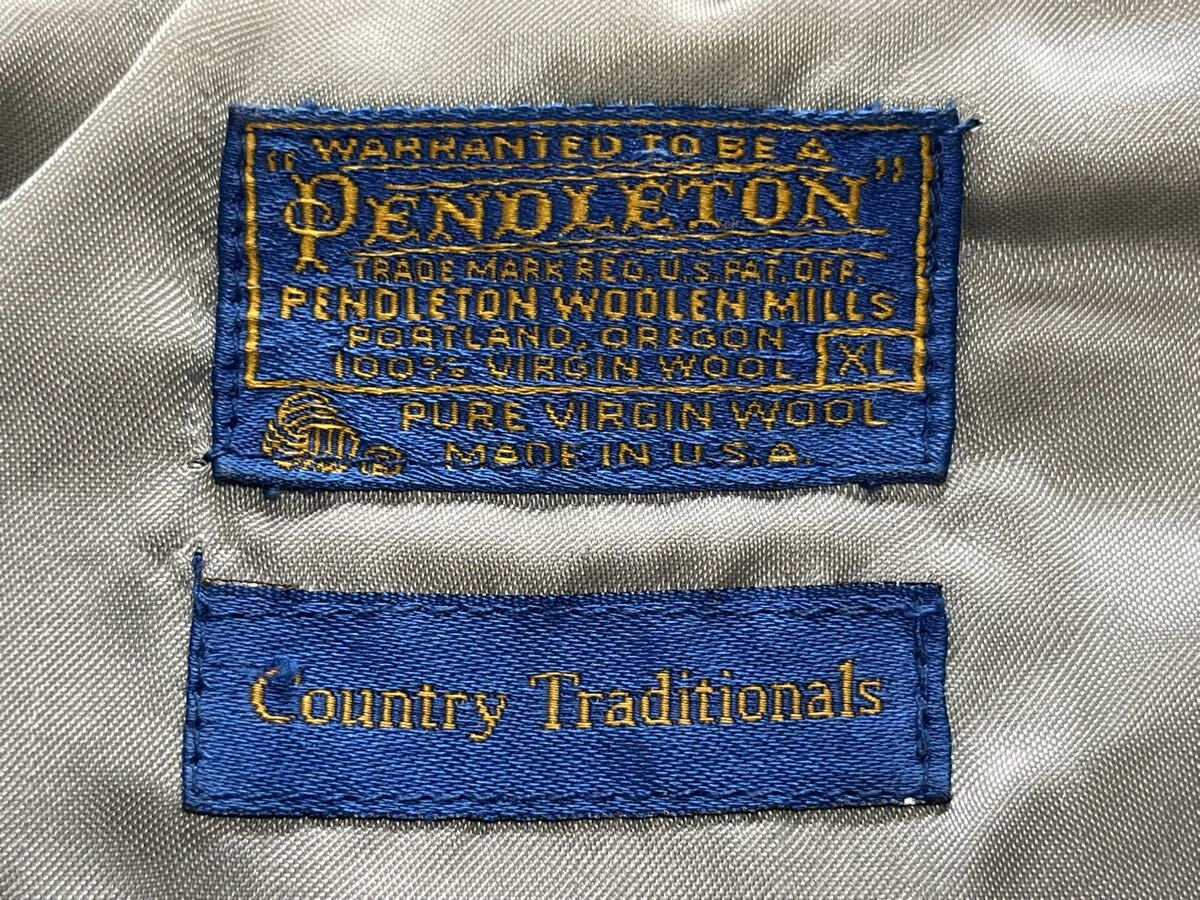 WARRANTED TO BE A
"PENDLETON"
TRADE MARK REG. U.S. PAT. OFF.
PENDLETON WOOLEN MILLS
PORTLAND, OREGON
100% VIRGIN WOOL XL
PURE VIRGIN WOOL
MADE IN U.S.A.
Country Traditionals